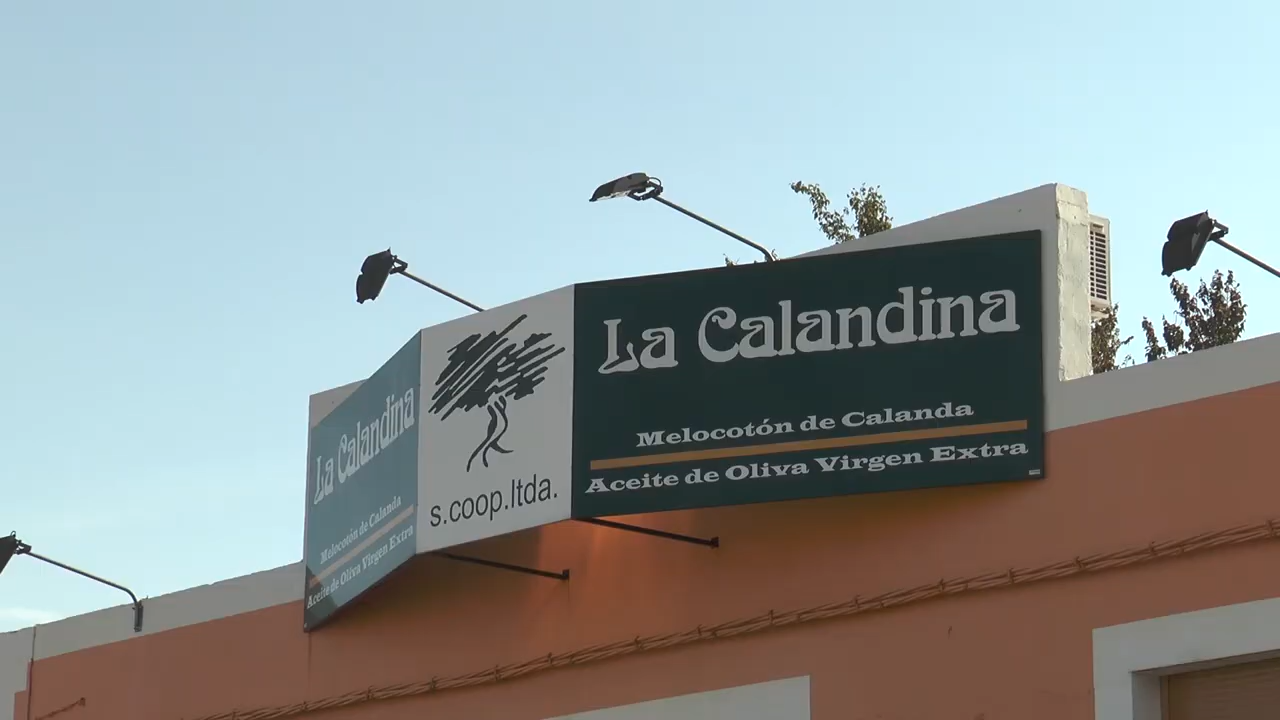 La Calandina
Melocotón de Calanda
Aceite de Oliva Virgen Extra
s.coop.ltda.
La Calandina
Melocotón de Calanda
Aceite de Oliva Virgen Extra